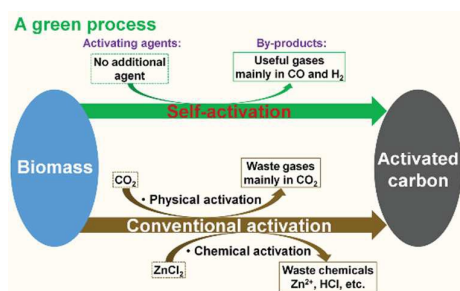 A green process
Activating agents:
By-products:
No additional
agent
Useful gases
mainly in CO and H₂
Self-activation
Biomass
Activated
carbon
CO₂
Waste gases
mainly in CO₂
• Physical activation
Conventional activation
• Chemical activation
ZnCl₂
Waste chemicals
Zn²⁺, HCl, etc.